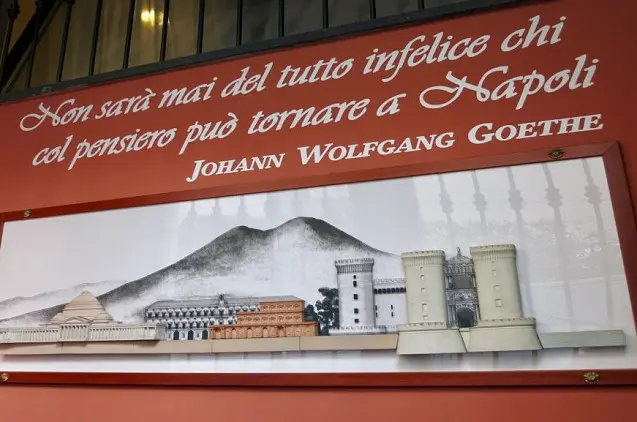 Non sarà mai del tutto infelice chi
col pensiero può tornare a Napoli
Johann Wolfgang Goethe